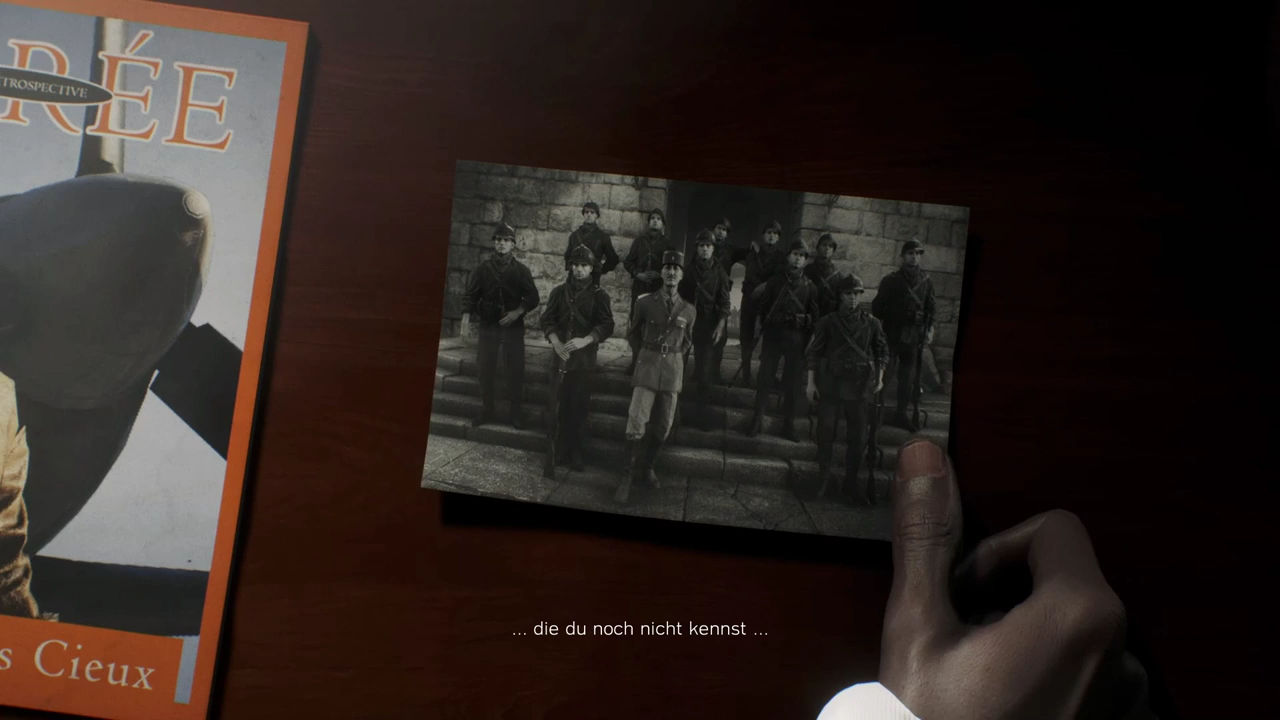 RÉE
TROSPECTIVE
s Cieux
... die du noch nicht kennst ...